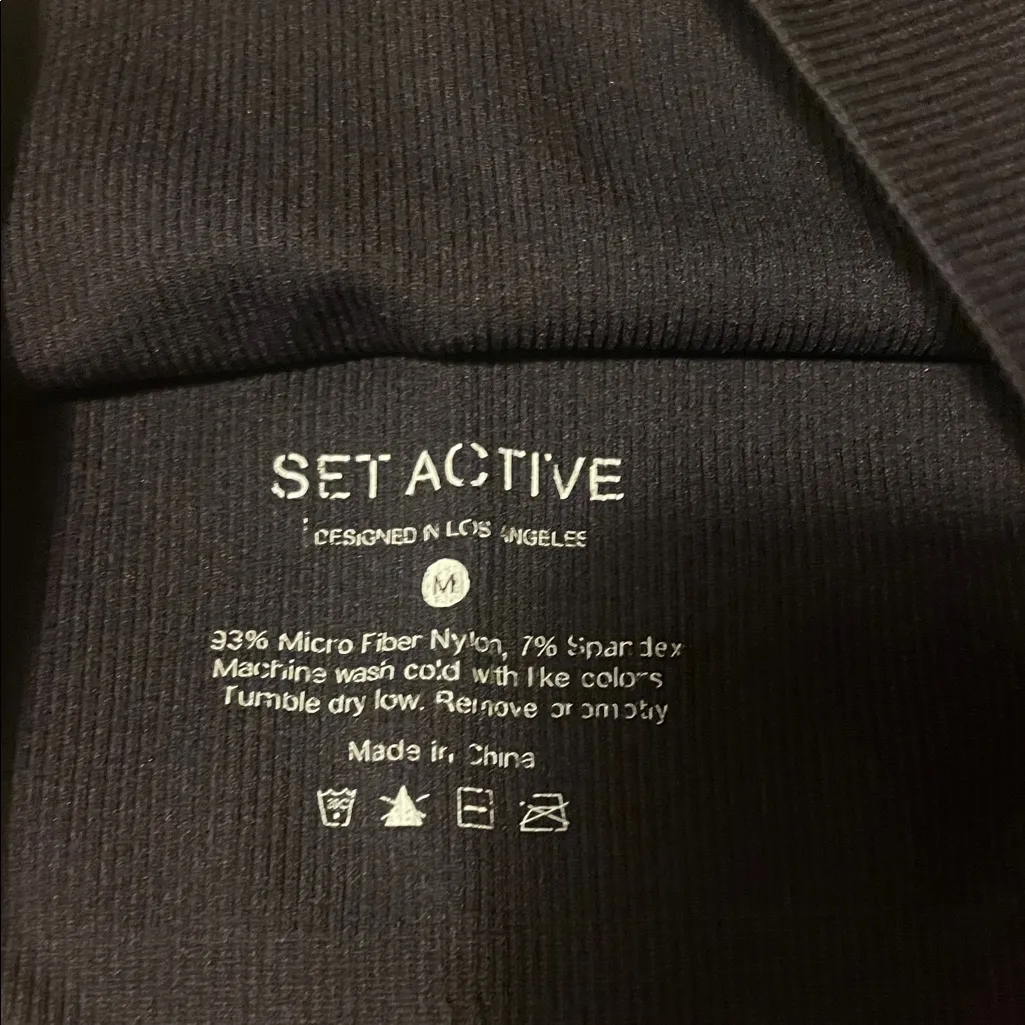 SET ACTIVE
DESIGNED IN LOS ANGELES
M
93% Micro Fiber Nylon, 7% Spandex
Machine wash cold with like colors
Tumble dry low. Remove promptly
Made in China